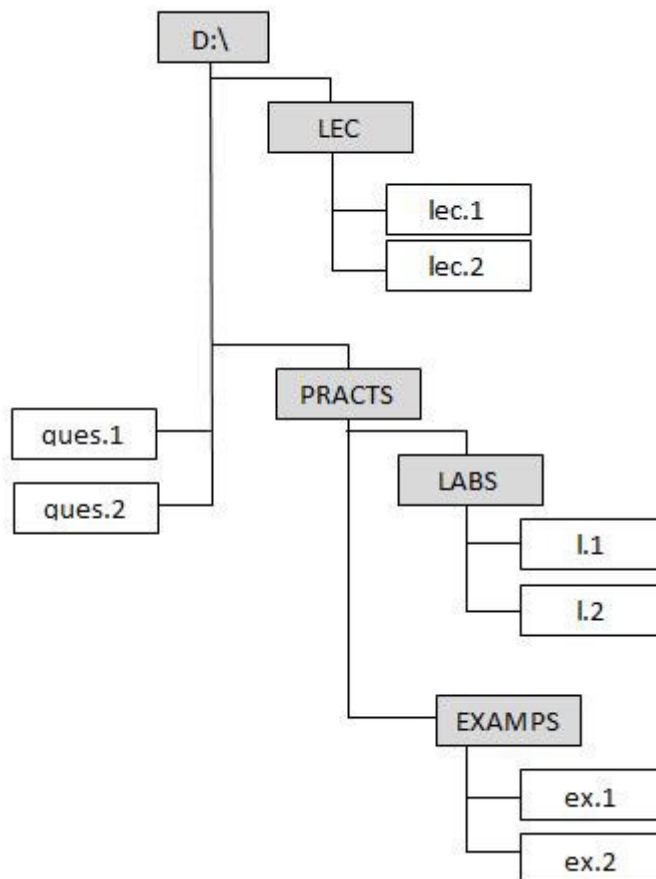 D:\
LEC
lec.1
lec.2
PRACTS
ques.1
LABS
ques.2
l.1
l.2
EXAMPS
ex.1
ex.2